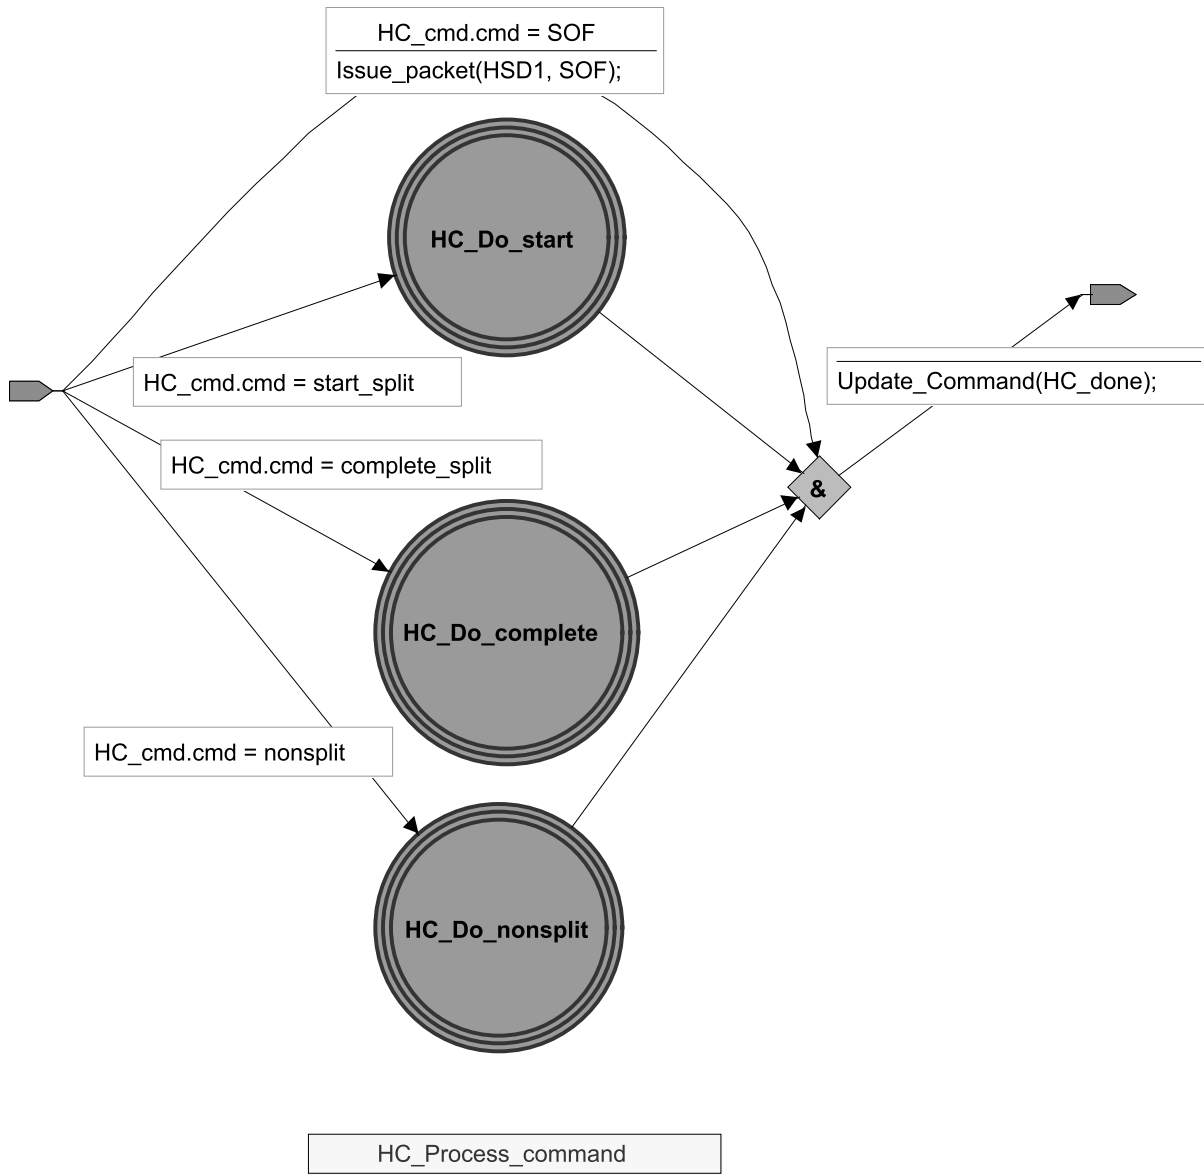 HC_cmd.cmd = SOF
Issue_packet(HSD1, SOF);
HC_Do_start
HC_cmd.cmd = start_split
Update_Command(HC_done);
HC_cmd.cmd = complete_split
&
HC_Do_complete
HC_cmd.cmd = nonsplit
HC_Do_nonsplit
HC_Process_command